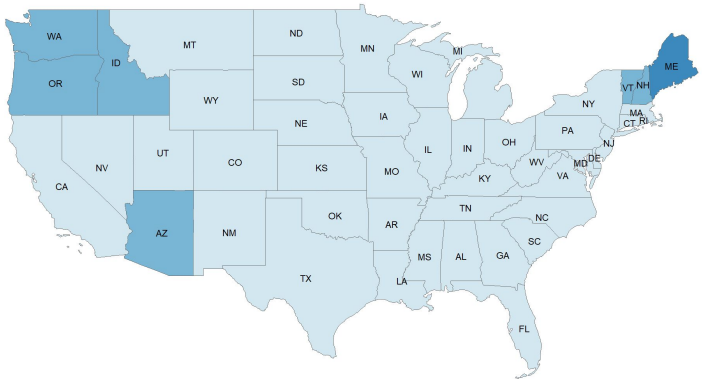 WA
MT
ND
MN
MI
ME
ID
OR
WI
VT
NH
SD
WY
NY
MA
CT
RI
IA
NE
PA
OH
NJ
IL
IN
UT
CO
NV
DE
MD
WV
KS
MO
VA
CA
KY
TN
NC
OK
AR
AZ
NM
SC
MS
AL
GA
TX
LA
FL